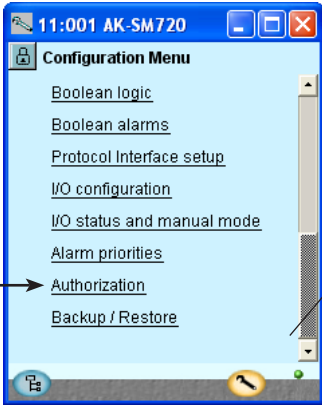 11:001 AK-SM720
Configuration Menu
Boolean logic
Boolean alarms
Protocol Interface setup
I/O configuration
I/O status and manual mode
Alarm priorities
Authorization
Backup / Restore